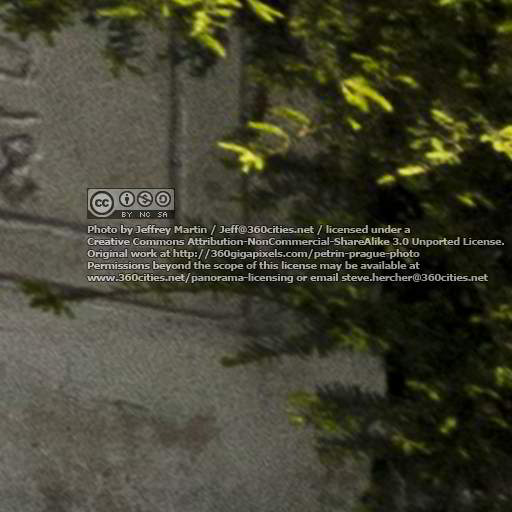 cc
BY NC SA
Photo by Jeffrey Martin / Jeff@360cities.net / licensed under a
Creative Commons Attribution-NonCommercial-ShareAlike 3.0 Unported License.
Original work at http://360gigapixels.com/petrin-prague-photo
Permissions beyond the scope of this license may be available at
www.360cities.net/panorama-licensing or email steve.hercher@360cities.net